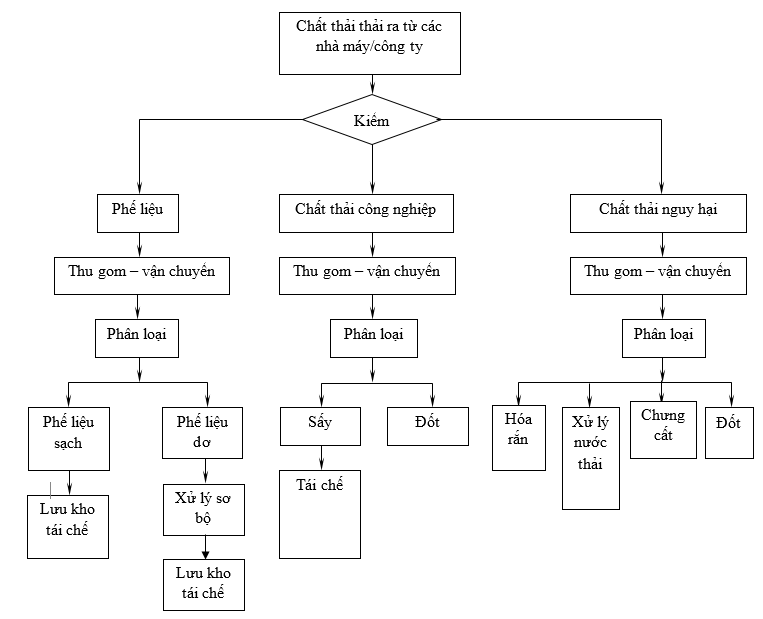 Chất thải thải ra từ các
nhà máy/công ty
Kiểm
Phế liệu
Chất thải công nghiệp
Chất thải nguy hại
Thu gom – vận chuyển
Thu gom – vận chuyển
Thu gom – vận chuyển
Phân loại
Phân loại
Phân loại
Phế liệu
sạch
Phế liệu
dơ
Sấy
Đốt
Hóa
rắn
Xử lý
nước
thải
Chưng
cất
Đốt
Lưu kho
tái chế
Xử lý sơ
bộ
Tái chế
Lưu kho
tái chế